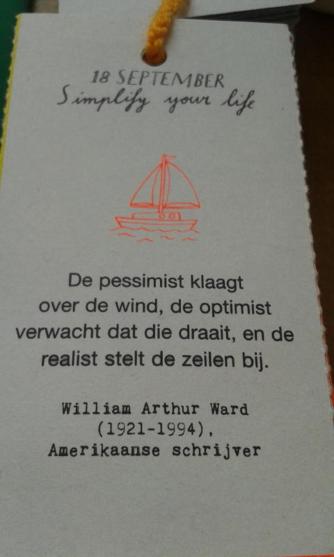 18 SEPTEMBER
Simplify your life
De pessimist klaagt
over de wind, de optimist
verwacht dat die draait, en de
realist stelt de zeilen bij.
William Arthur Ward
(1921-1994),
Amerikaanse schrijver